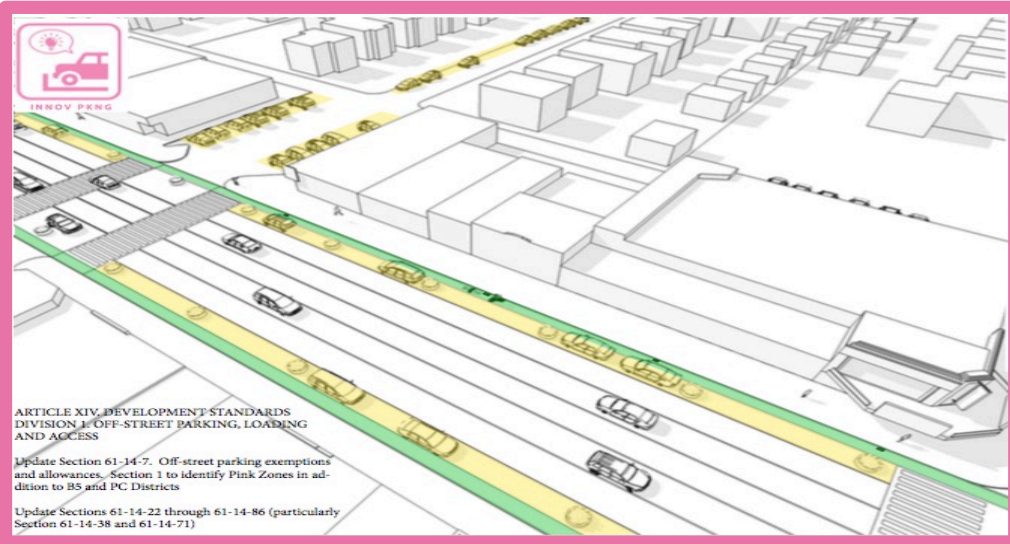 INNOV PKNG
ARTICLE XIV. DEVELOPMENT STANDARDS
DIVISION 1. OFF-STREET PARKING, LOADING
AND ACCESS
Update Section 61-14-7. Off-street parking exemptions
and allowances. Section 1 to identify Pink Zones in ad-
dition to B5 and PC Districts
Update Sections 61-14-22 through 61-14-86 (particularly
Section 61-14-38 and 61-14-71)